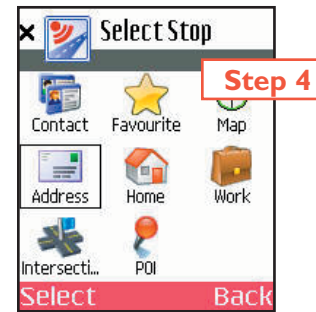 × Select Stop
Step 4
Contact Favourite Map
Address Home Work
Intersecti... POI
Select Back